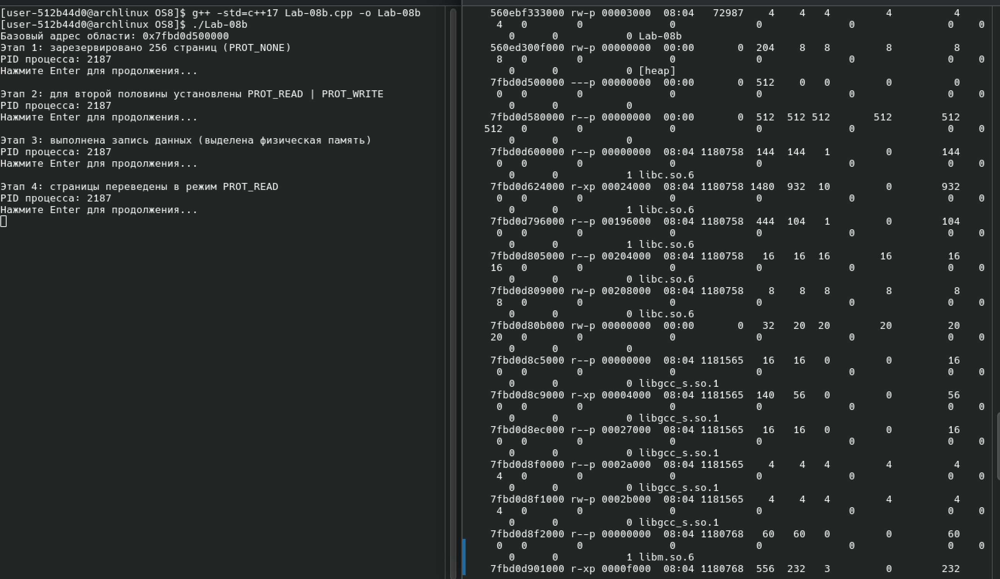 [user-512b44d0@archlinux OS8]$ g++ -std=c++17 Lab-08b.cpp -o Lab-08b
[user-512b44d0@archlinux OS8]$ ./Lab-08b
Базовый адрес области: 0x7fbd0d500000
Этап 1: зарезервировано 256 страниц (PROT_NONE)
PID процесса: 2187
Нажмите Enter для продолжения...
Этап 2: для второй половины установлены PROT_READ | PROT_WRITE
PID процесса: 2187
Нажмите Enter для продолжения...
Этап 3: выполнена запись данных (выделена физическая память)
PID процесса: 2187
Нажмите Enter для продолжения...
Этап 4: страницы переведены в режим PROT_READ
PID процесса: 2187
Нажмите Enter для продолжения...
560ebf333000 rw-p 00003000 08:04 72987 4 4 4 4 4
4 0 0 0 0 0 0 0
0 0 0 Lab-08b
560ed300f000 rw-p 00000000 00:00 0 204 8 8 8 8
8 0 0 0 0 0 0 0
0 0 0 [heap]
7fbd0d500000 ---p 00000000 00:00 0 512 0 0 0 0
0 0 0 0 0 0 0 0
0 0 0
7fbd0d580000 r--p 00000000 00:00 0 512 512 512 512 512
512 0 0 0 0 0 0 0
0 0 0
7fbd0d600000 r--p 00000000 08:04 1180758 144 144 1 0 144
0 0 0 0 0 0 0 0
0 0 1 libc.so.6
7fbd0d624000 r-xp 00024000 08:04 1180758 1480 932 10 0 932
0 0 0 0 0 0 0 0
0 0 1 libc.so.6
7fbd0d796000 r--p 00196000 08:04 1180758 444 104 1 0 104
0 0 0 0 0 0 0 0
0 0 1 libc.so.6
7fbd0d805000 r--p 00204000 08:04 1180758 16 16 16 16 16
16 0 0 0 0 0 0 0
0 0 0 libc.so.6
7fbd0d809000 rw-p 00208000 08:04 1180758 8 8 8 8 8
8 0 0 0 0 0 0 0
0 0 0 libc.so.6
7fbd0d80b000 rw-p 00000000 00:00 0 32 20 20 20 20
20 0 0 0 0 0 0 0
0 0 0
7fbd0d8c5000 r--p 00000000 08:04 1181565 16 16 0 0 16
0 0 0 0 0 0 0 0
0 0 0 libgcc_s.so.1
7fbd0d8c9000 r-xp 00004000 08:04 1181565 140 56 0 0 56
0 0 0 0 0 0 0 0
0 0 0 libgcc_s.so.1
7fbd0d8ec000 r--p 00027000 08:04 1181565 16 16 0 0 16
0 0 0 0 0 0 0 0
0 0 0 libgcc_s.so.1
7fbd0d8f0000 r--p 0002a000 08:04 1181565 4 4 4 4 4
4 0 0 0 0 0 0 0
0 0 0 libgcc_s.so.1
7fbd0d8f1000 rw-p 0002b000 08:04 1181565 4 4 4 4 4
4 0 0 0 0 0 0 0
0 0 0 libgcc_s.so.1
7fbd0d8f2000 r--p 00000000 08:04 1180768 60 60 0 0 60
0 0 0 0 0 0 0 0
0 0 1 libm.so.6
7fbd0d901000 r-xp 0000f000 08:04 1180768 556 232 3 0 232